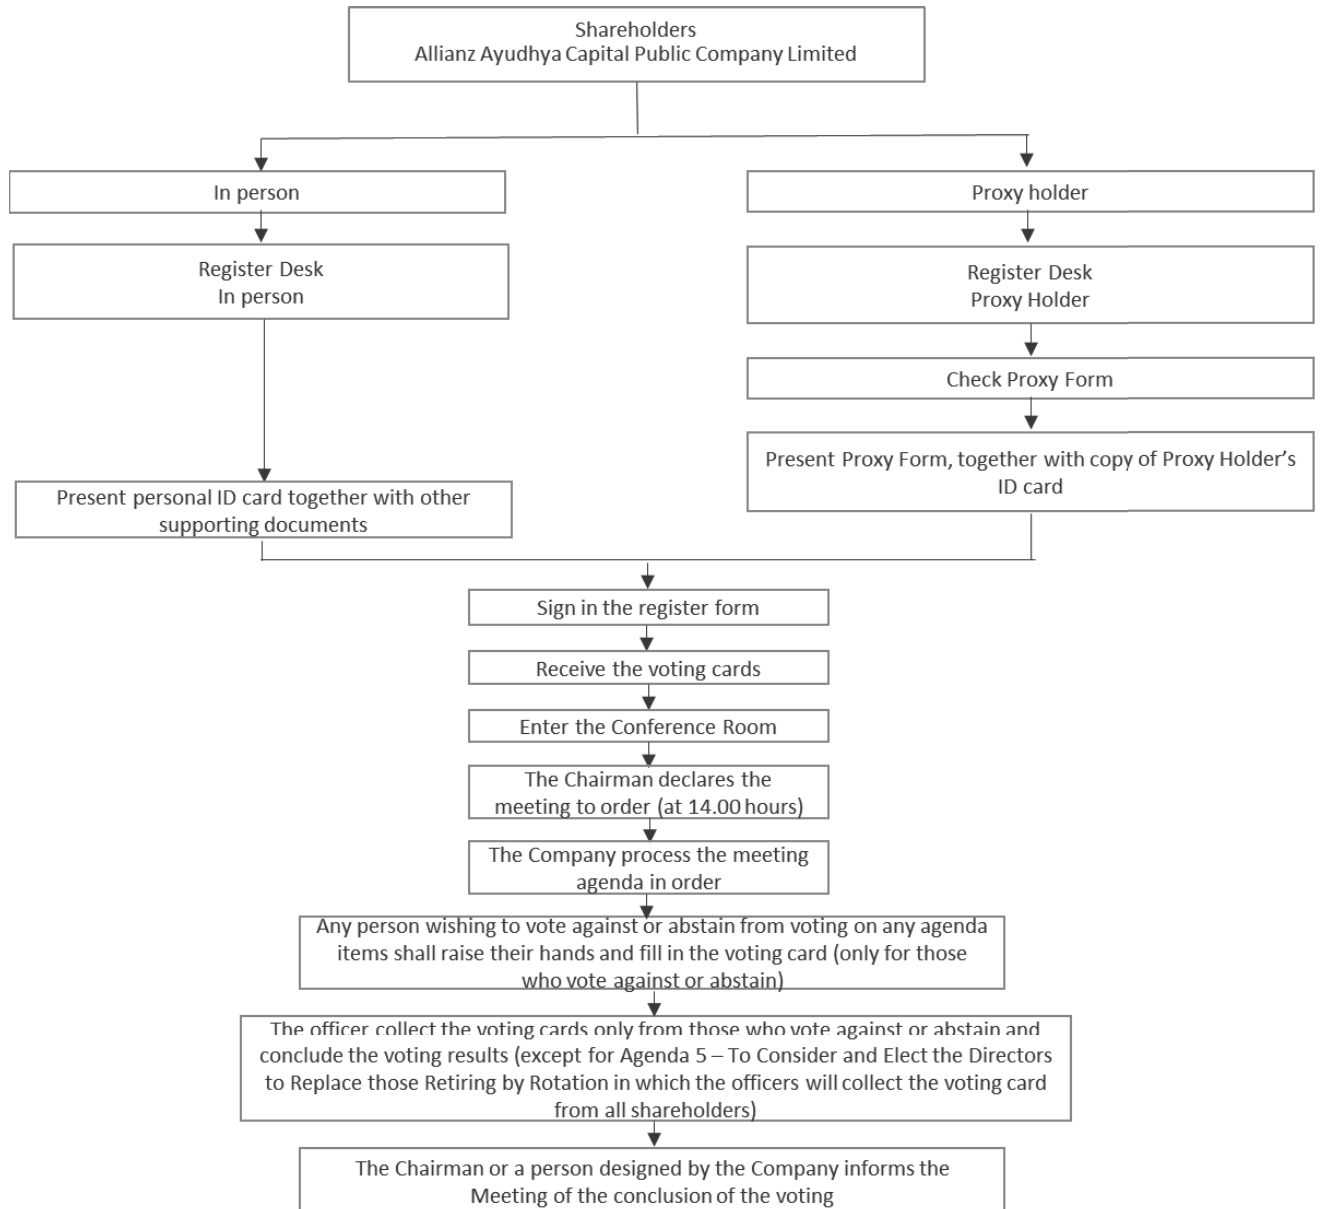 Shareholders
Allianz Ayudhya Capital Public Company Limited
In person
Proxy holder
Register Desk
In person
Register Desk
Proxy Holder
Check Proxy Form
Present Proxy Form, together with copy of Proxy Holder's
ID card
Present personal ID card together with other
supporting documents
Sign in the register form
Receive the voting cards
Enter the Conference Room
The Chairman declares the
meeting to order (at 14.00 hours)
The Company process the meeting
agenda in order
Any person wishing to vote against or abstain from voting on any agenda
items shall raise their hands and fill in the voting card (only for those
who vote against or abstain)
The officer collect the voting cards only from those who vote against or abstain and
conclude the voting results (except for Agenda 5 – To Consider and Elect the Directors
to Replace those Retiring by Rotation in which the officers will collect the voting card
from all shareholders)
The Chairman or a person designed by the Company informs the
Meeting of the conclusion of the voting